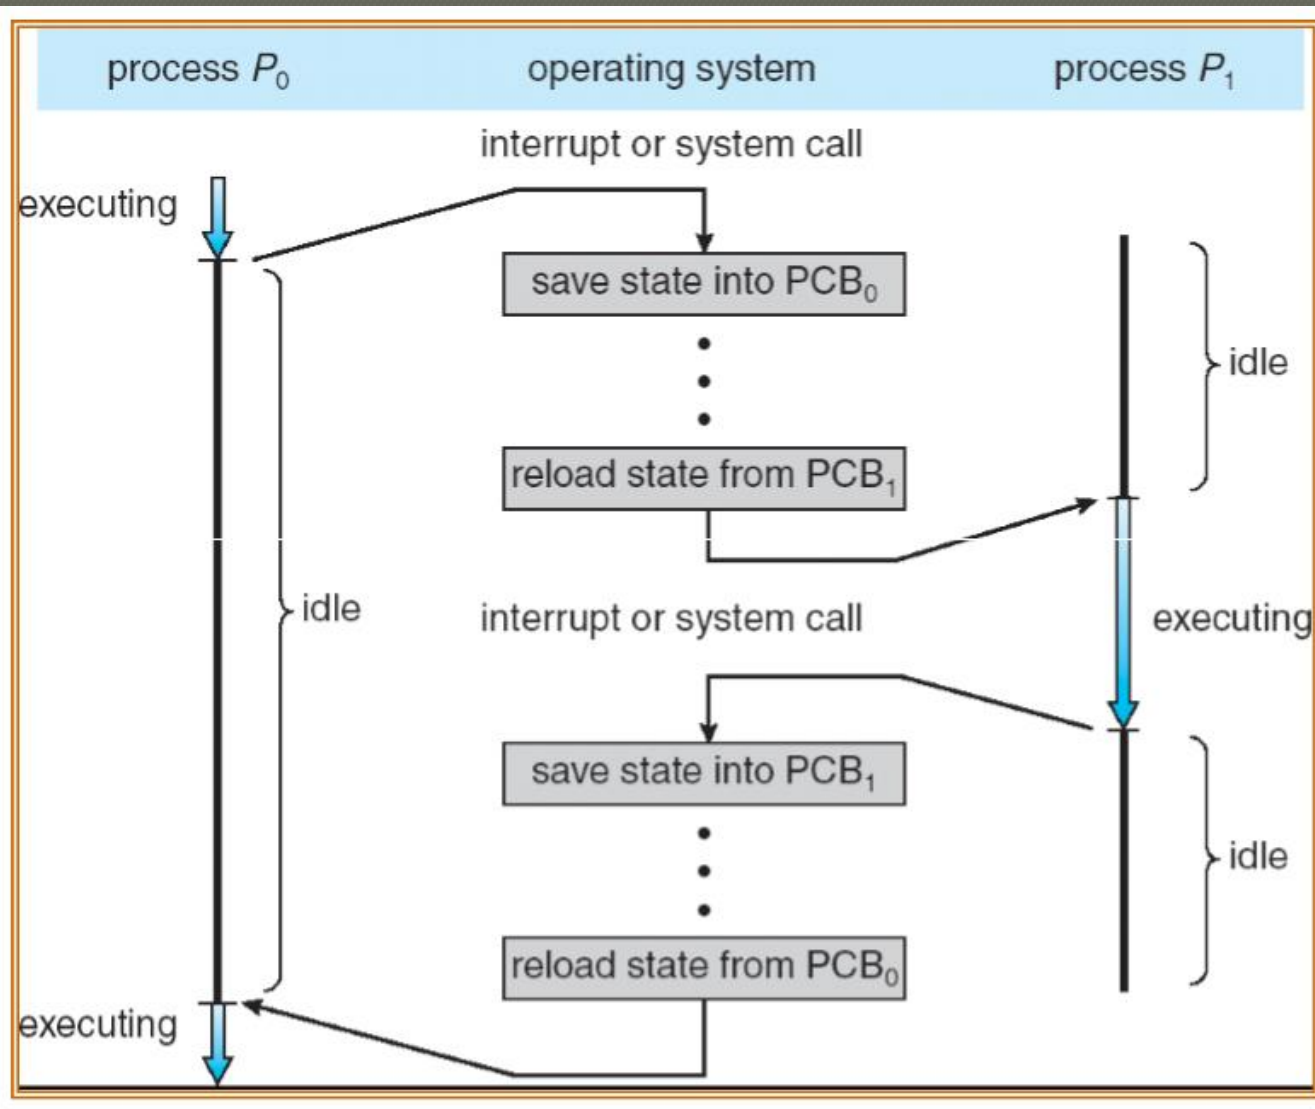 process P₀ operating system process P₁
interrupt or system call
executing
save state into PCB₀
idle
reload state from PCB₁
idle
interrupt or system call
executing
save state into PCB₁
idle
reload state from PCB₀
executing